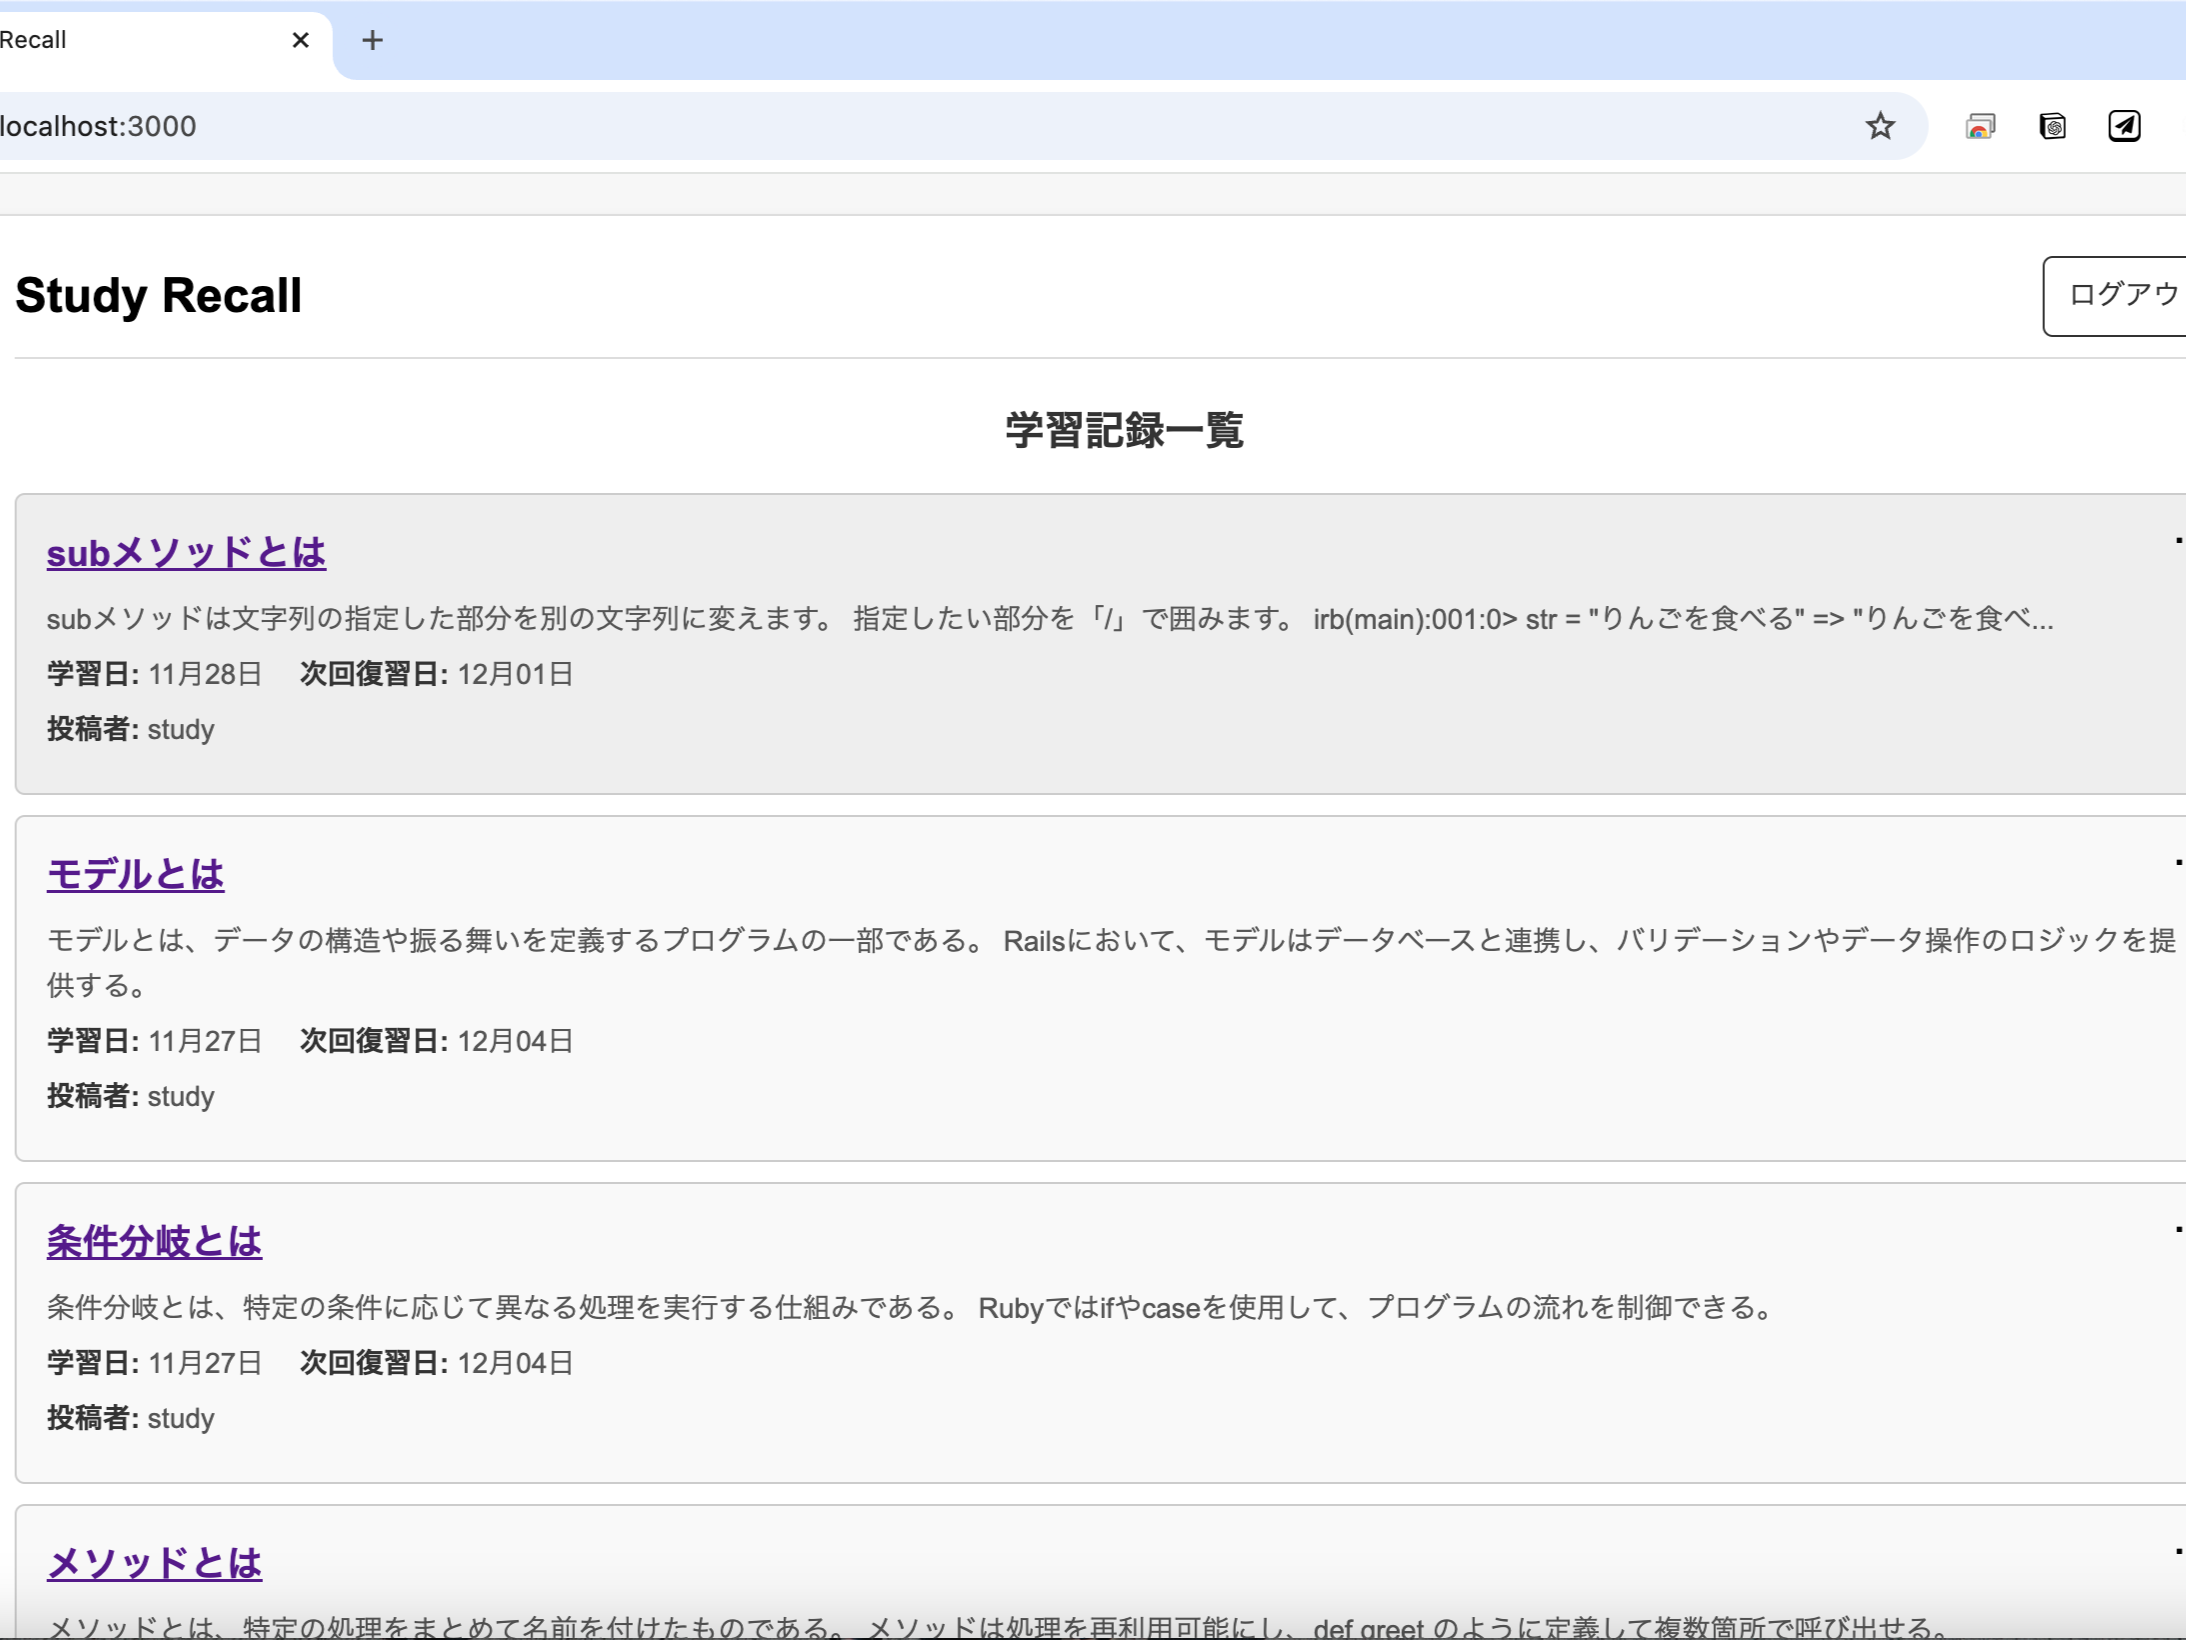 Recall
localhost:3000
Study Recall
ログアウ
学習記録一覧
subメソッドとは
subメソッドは文字列の指定した部分を別の文字列に変えます。 指定したい部分を「/」で囲みます。 irb(main):001:0> str = "りんごを食べる" => "りんごを食べ...
学習日: 11月28日 次回復習日: 12月01日
投稿者: study
モデルとは
モデルとは、データの構造や振る舞いを定義するプログラムの一部である。 Railsにおいて、モデルはデータベースと連携し、バリデーションやデータ操作のロジックを提
供する。
学習日: 11月27日 次回復習日: 12月04日
投稿者: study
条件分岐とは
条件分岐とは、特定の条件に応じて異なる処理を実行する仕組みである。 Rubyではifやcaseを使用して、プログラムの流れを制御できる。
学習日: 11月27日 次回復習日: 12月04日
投稿者: study
メソッドとは
メソッドとは、特定の処理をまとめて名前を付けたものである。 メソッドは処理を再利用可能にし、def greet のように定義して複数箇所で呼び出せる。